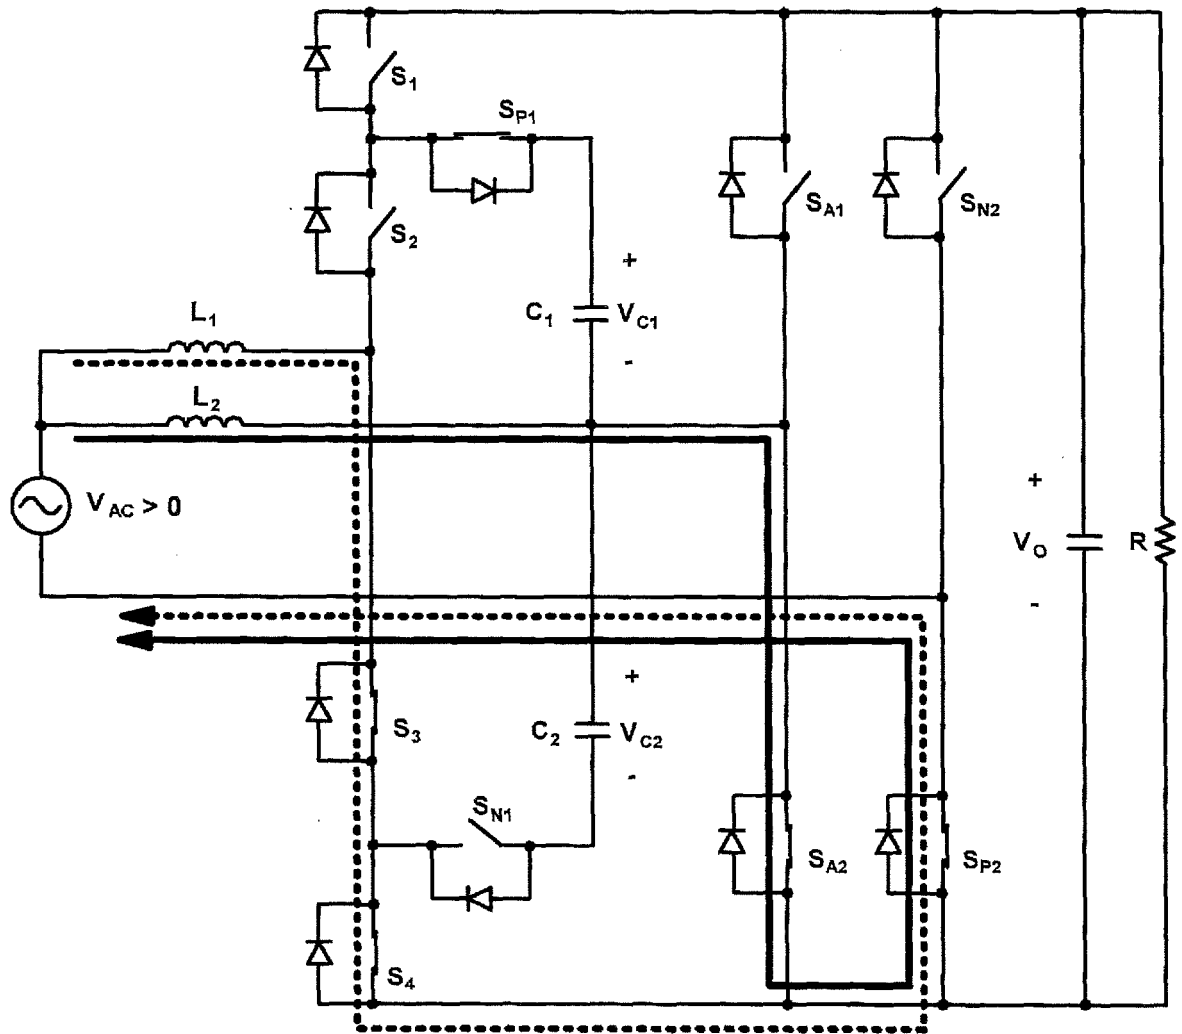 S1
SP1
S2
SA1
SN2
+
C1 VC1
-
L1
L2
VAC > 0
+
VO
R
-
+
S3
C2 VC2
-
SN1
SA2
SP2
S4